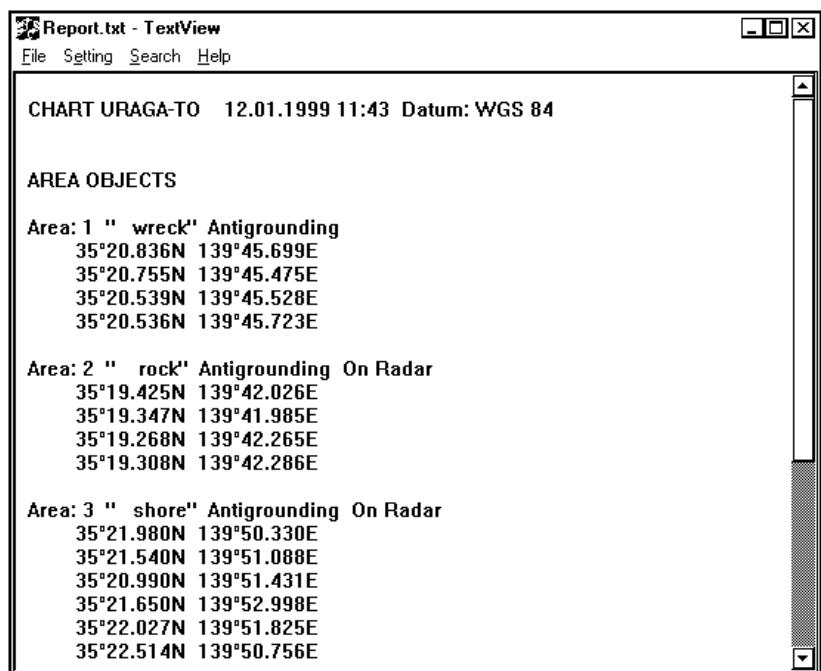 Report.txt - TextView
File Setting Search Help
CHART URAGA-TO 12.01.1999 11:43 Datum: WGS 84
AREA OBJECTS
Area: 1 " wreck" Antigrounding
35°20.836N 139°45.699E
35°20.755N 139°45.475E
35°20.539N 139°45.528E
35°20.536N 139°45.723E
Area: 2 " rock" Antigrounding On Radar
35°19.425N 139°42.026E
35°19.347N 139°41.985E
35°19.268N 139°42.265E
35°19.308N 139°42.286E
Area: 3 " shore" Antigrounding On Radar
35°21.980N 139°50.330E
35°21.540N 139°51.088E
35°20.990N 139°51.431E
35°21.650N 139°52.998E
35°22.027N 139°51.825E
35°22.514N 139°50.756E